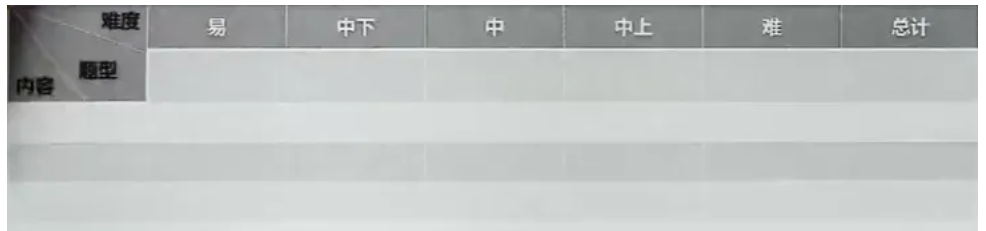 难度 易 中下 中 中上 难 总计
题型
内容